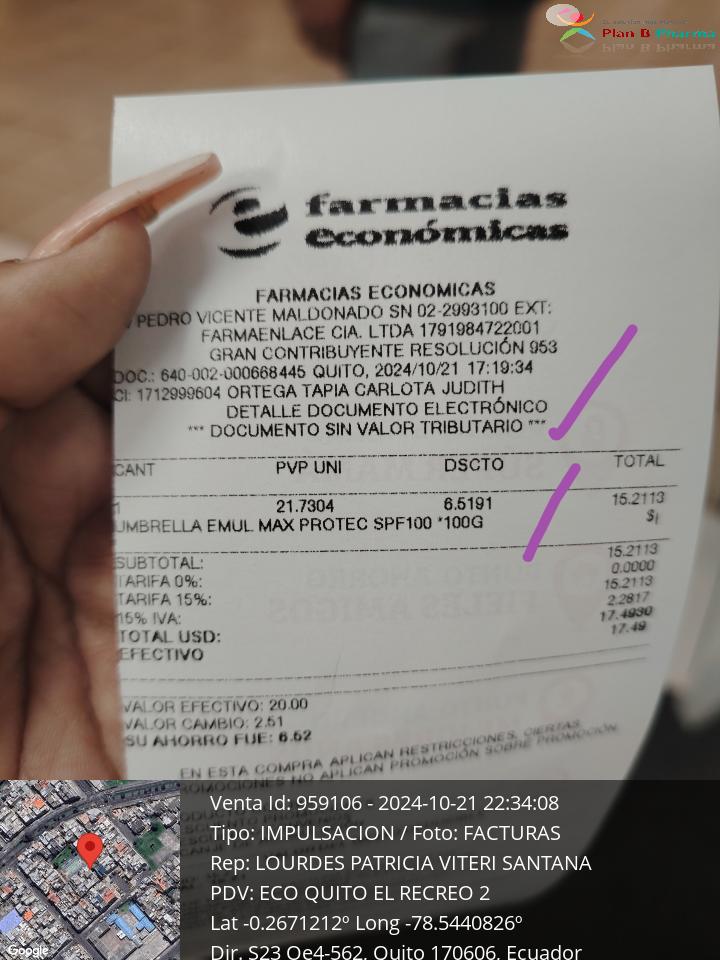 Plan B Pharma
farmacias
económicas
FARMACIAS ECONOMICAS
PEDRO VICENTE MALDONADO SN 02-2993100 EXT:
FARMAENLACE CIA. LTDA 1791984722001
GRAN CONTRIBUYENTE RESOLUCIÓN 953
DOC.: 640-002-000668445 QUITO, 2024/10/21 17:19:34
CI: 1712999604 ORTEGA TAPIA CARLOTA JUDITH
DETALLE DOCUMENTO ELECTRÓNICO
*** DOCUMENTO SIN VALOR TRIBUTARIO ***
CANT PVP UNI DSCTO TOTAL
1 21.7304 6.5191 15.2113
UMBRELLA EMUL MAX PROTEC SPF100 *100G $
SUBTOTAL: 15.2113
TARIFA 0%: 0.0000
TARIFA 15%: 15.2113
15% IVA: 2.2817
TOTAL USD: 17.4930
EFECTIVO 17.49
VALOR EFECTIVO: 20.00
VALOR CAMBIO: 2.51
SU AHORRO FUE: 6.52
EN ESTA COMPRA APLICAN RESTRICCIONES, CIERTAS
PROMOCIONES NO APLICAN PROMOCIÓN SOBRE PROMOCIÓN.
Venta Id: 959106 - 2024-10-21 22:34:08
Tipo: IMPULSACION / Foto: FACTURAS
Rep: LOURDES PATRICIA VITERI SANTANA
PDV: ECO QUITO EL RECREO 2
Lat -0.2671212º Long -78.5440826º
Dir. S23 Oe4-562, Quito 170606, Ecuador
Google